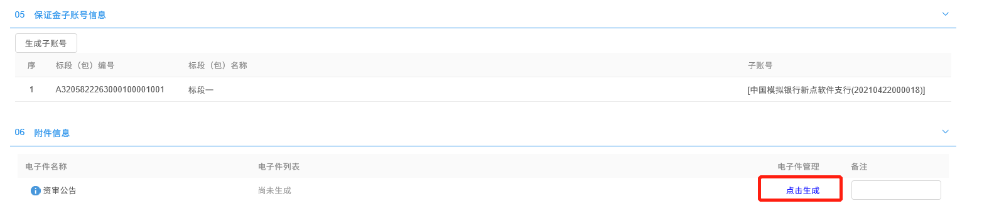 05 保证金子账号信息
生成子账号
序 标段（包）编号 标段（包）名称 子账号
1 A3205822263000100001001 标段一 [中国模拟银行新点软件支行(20210422000018)]
06 附件信息
电子件名称 电子件列表 电子件管理 备注
资审公告 尚未生成 点击生成